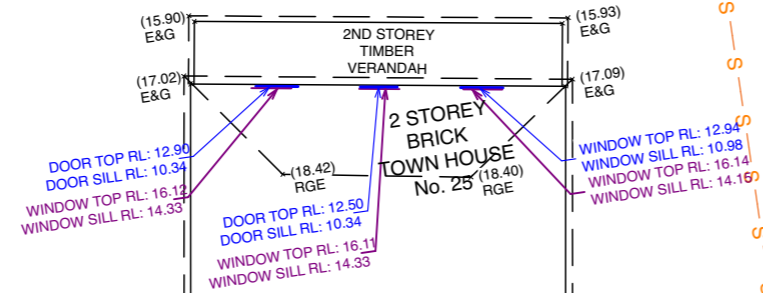 (15.90)
E&G
(15.93)
E&G
2ND STOREY
TIMBER
VERANDAH
(17.02)
E&G
(17.09)
E&G
2 STOREY
BRICK
TOWN HOUSE
No. 25
DOOR TOP RL: 12.90
DOOR SILL RL: 10.34
WINDOW TOP RL: 16.12
WINDOW SILL RL: 14.33
(18.42)
RGE
(18.40)
RGE
DOOR TOP RL: 12.50
DOOR SILL RL: 10.34
WINDOW TOP RL: 16.11
WINDOW SILL RL: 14.33
WINDOW TOP RL: 12.94
WINDOW SILL RL: 10.98
WINDOW TOP RL: 16.14
WINDOW SILL RL: 14.15
S
S
S
S
S